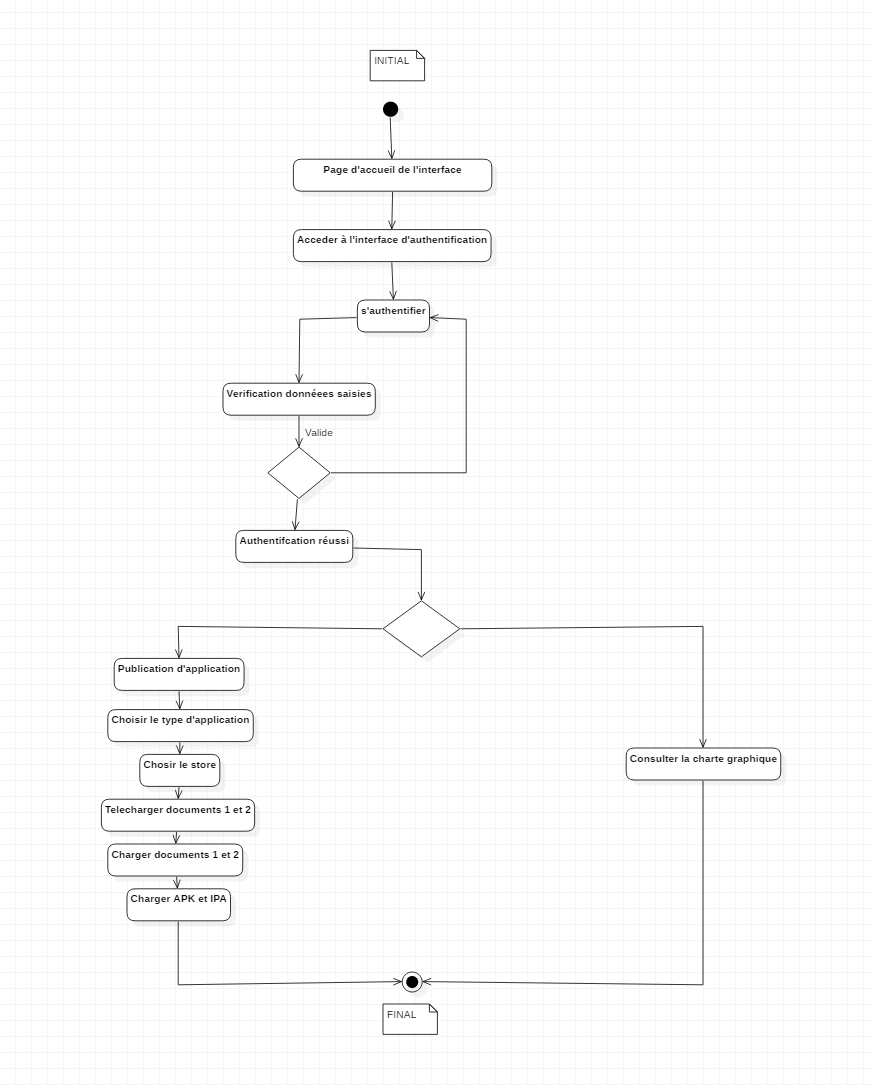 INITIAL
Page d'accueil de l'interface
Acceder à l'interface d'authentification
s'authentifier
Verification donnéees saisies
Valide
Authentifcation réussi
Publication d'application
Choisir le type d'application
Chosir le store
Consulter la charte graphique
Telecharger documents 1 et 2
Charger documents 1 et 2
Charger APK et IPA
FINAL